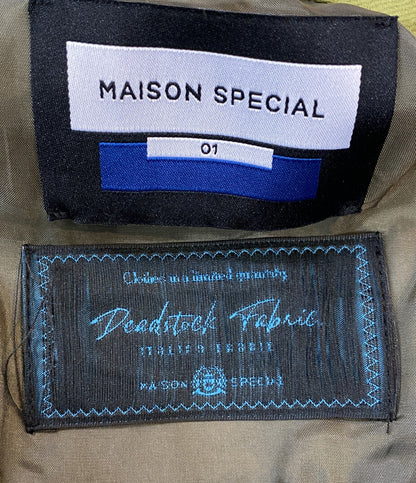 MAISON SPECIAL
01
Clothes in a limited quantity
Deadstock Fabric.
ITALIAN FABRIC
MAISON SPECIAL